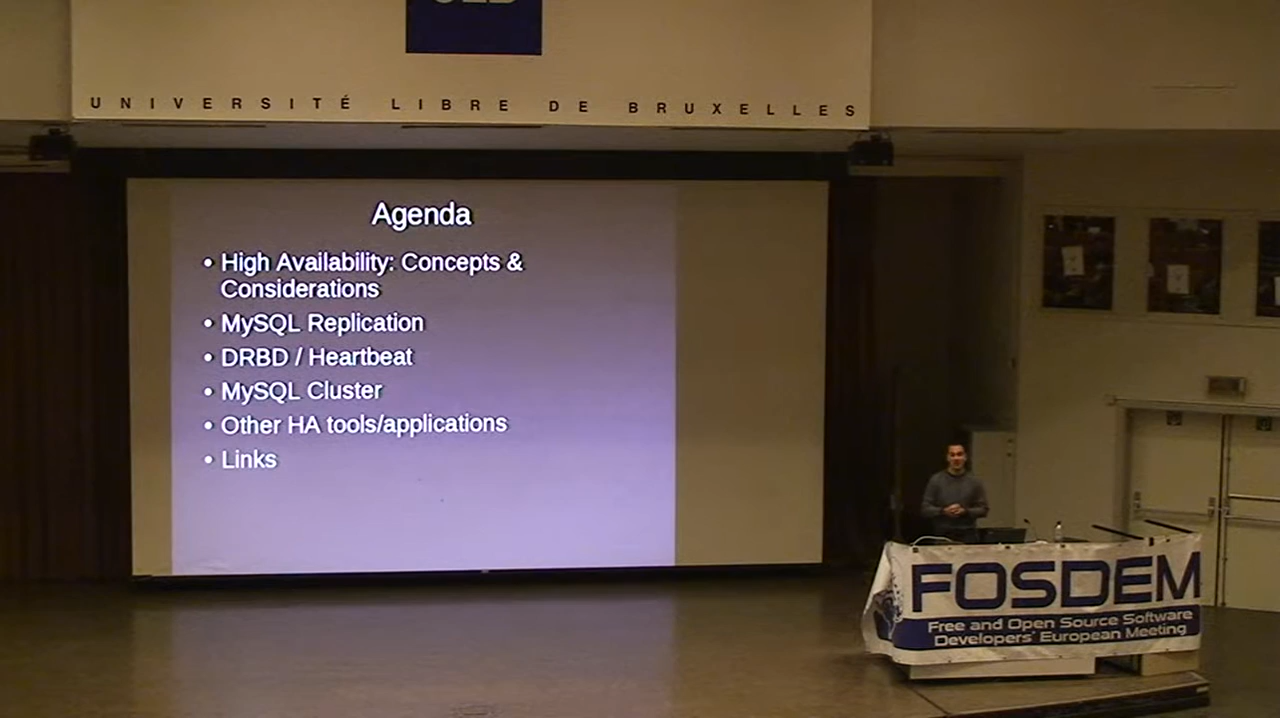 UNIVERSITÉ LIBRE DE BRUXELLES
Agenda
• High Availability: Concepts &
Considerations
• MySQL Replication
• DRBD / Heartbeat
• MySQL Cluster
• Other HA tools/applications
• Links
FOSDEM
Free and Open Source Software
Developers' European Meeting